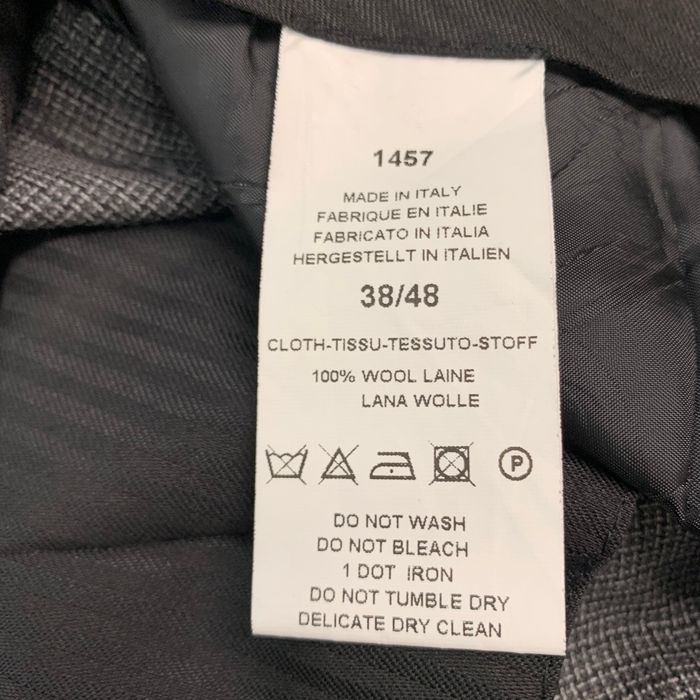 1457
MADE IN ITALY
FABRIQUE EN ITALIE
FABRICATO IN ITALIA
HERGESTELLT IN ITALIEN
38/48
CLOTH-TISSU-TESSUTO-STOFF
100% WOOL LAINE
LANA WOLLE
P
DO NOT WASH
DO NOT BLEACH
1 DOT IRON
DO NOT TUMBLE DRY
DELICATE DRY CLEAN